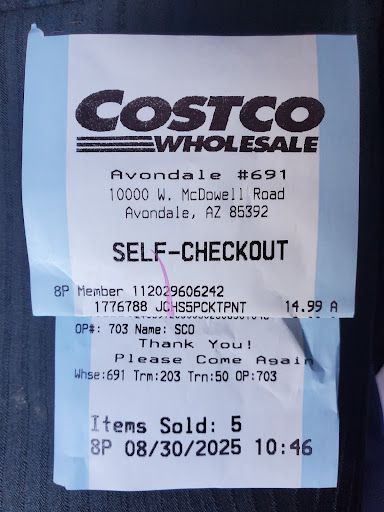 COSTCO
WHOLESALE
Avondale #691
10000 W. McDowell Road
Avondale, AZ 85392
SELF-CHECKOUT
8P Member 112029606242
1776788 JGHS5PCKTPNT 14.99 A
OP#: 703 Name: SCO
Thank You!
Please Come Again
Whse:691 Trm:203 Trn:50 OP:703
Items Sold: 5
8P 08/30/2025 10:46